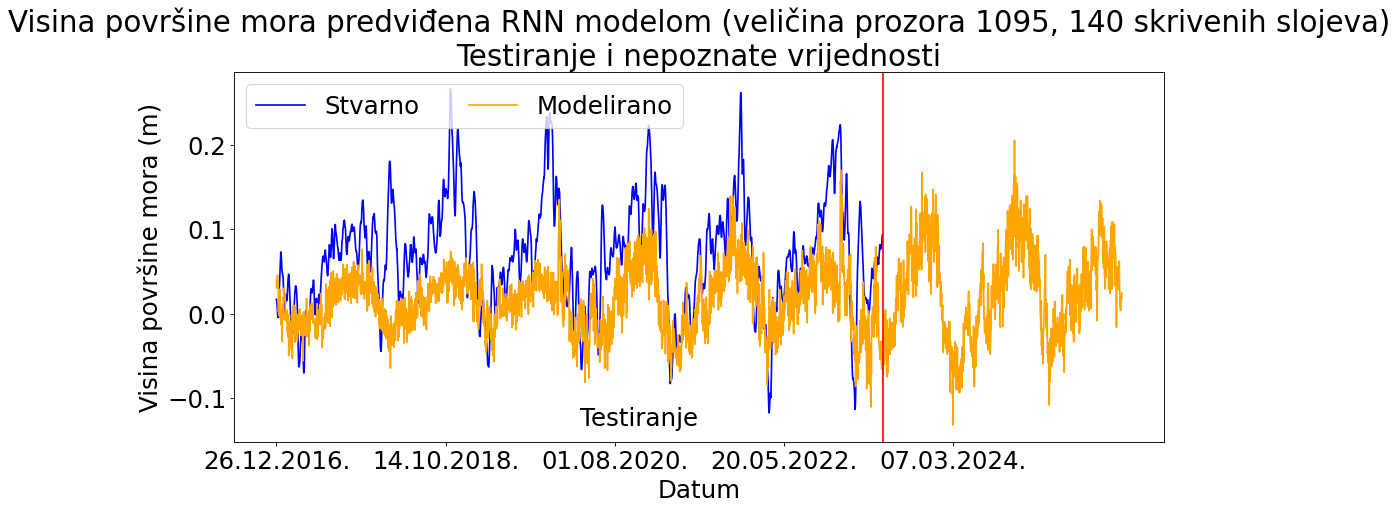 Visina površine mora predviđena RNN modelom (veličina prozora 1095, 140 skrivenih slojeva)
Testiranje i nepoznate vrijednosti
Stvarno
Modelirano
Visina površine mora (m)
0.2
0.1
0.0
−0.1
Testiranje
26.12.2016.
14.10.2018.
01.08.2020.
20.05.2022.
07.03.2024.
Datum